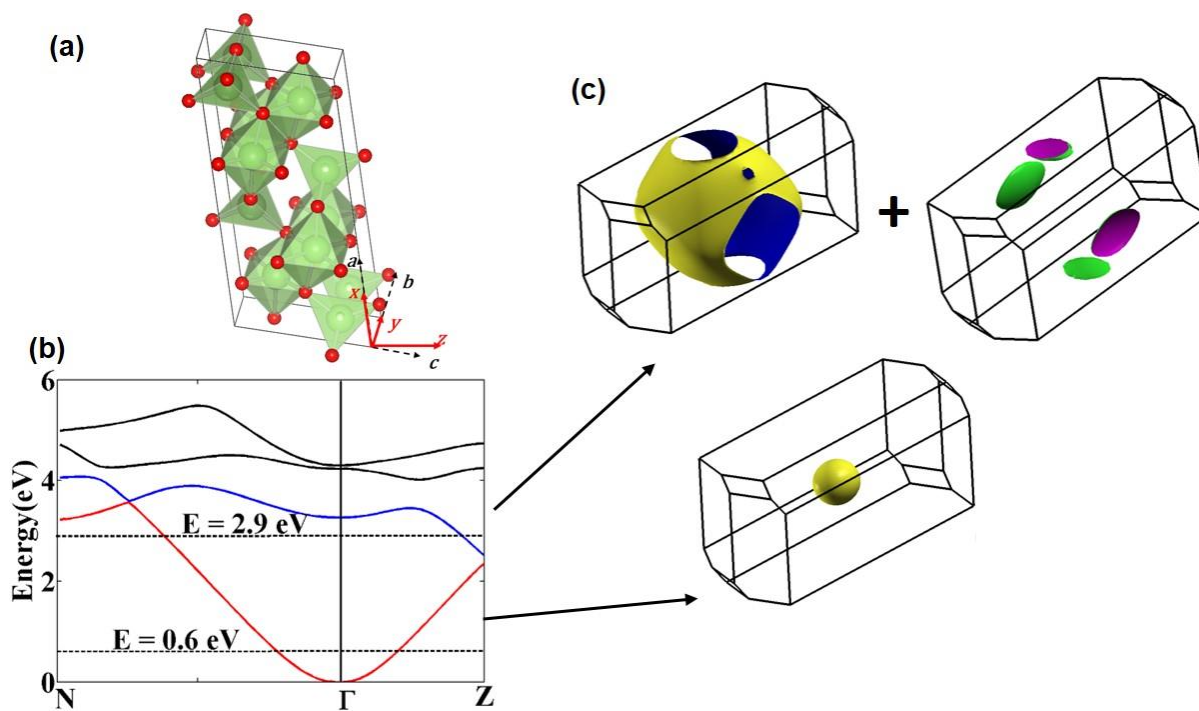 (a)
(c)
+
a
b
x
y
z
c
(b)
6
4
2
0
Energy(eV)
E = 2.9 eV
E = 0.6 eV
N
Γ
Z